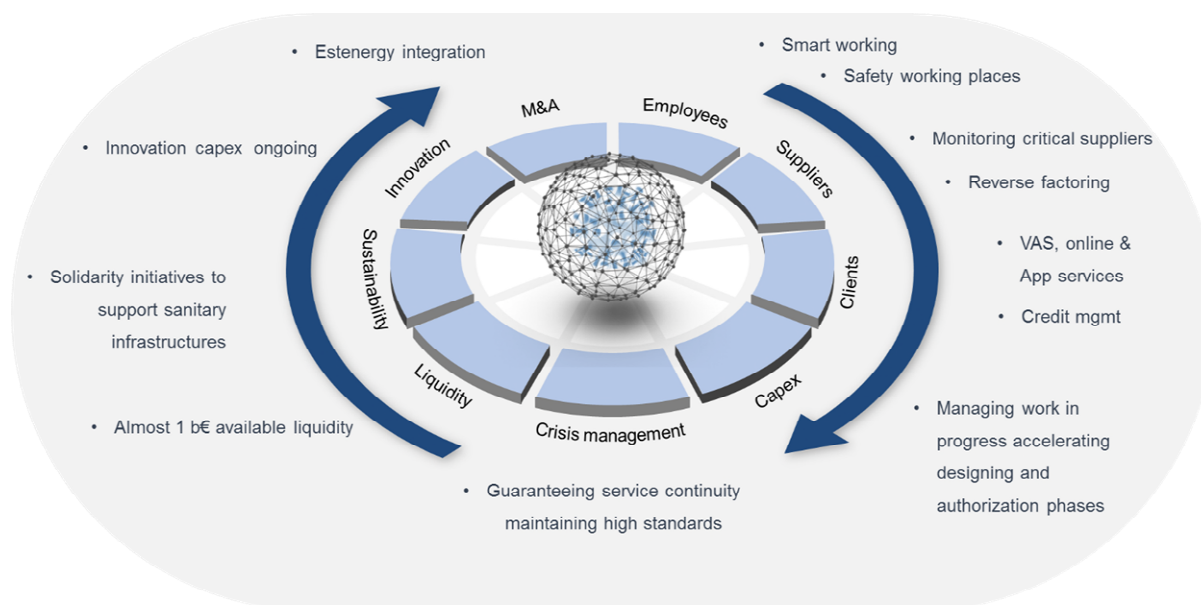 • Estenergy integration
• Smart working
• Safety working places
M&A
Employees
• Innovation capex ongoing
Innovation
Suppliers
• Monitoring critical suppliers
• Reverse factoring
Sustainability
Clients
• VAS, online &
App services
• Solidarity initiatives to
support sanitary
infrastructures
• Credit mgmt
Liquidity
Capex
Crisis management
• Almost 1 b€ available liquidity
• Managing work in
progress accelerating
designing and
authorization phases
• Guaranteeing service continuity
maintaining high standards